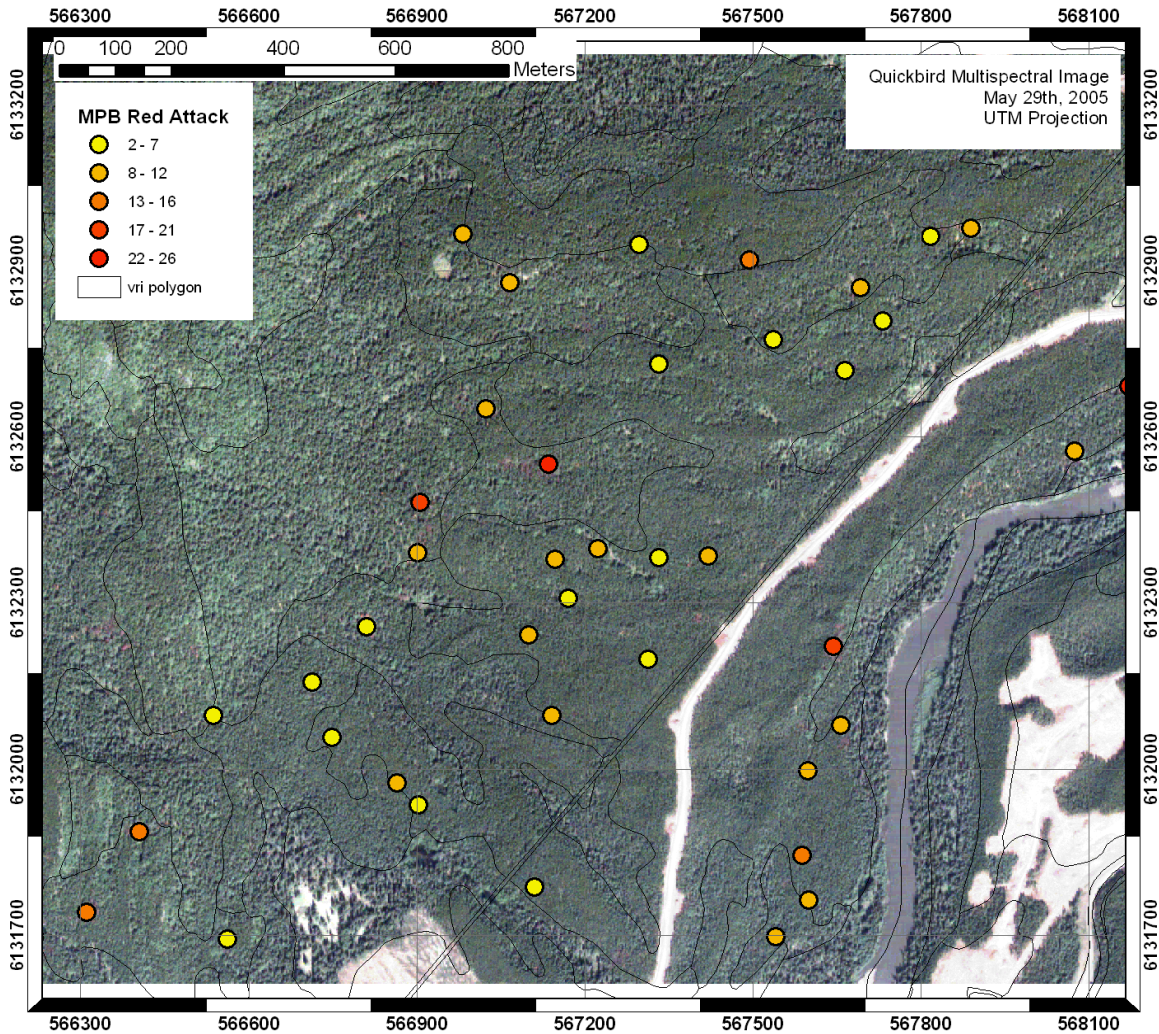 566300 566600 566900 567200 567500 567800 568100
0 100 200 400 600 800
Meters
Quickbird Multispectral Image
May 29th, 2005
UTM Projection
MPB Red Attack
2 - 7
8 - 12
13 - 16
17 - 21
22 - 26
vri polygon
6133200 6133200
6132900 6132900
6132600 6132600
6132300 6132300
6132000 6132000
6131700 6131700
566300 566600 566900 567200 567500 567800 568100